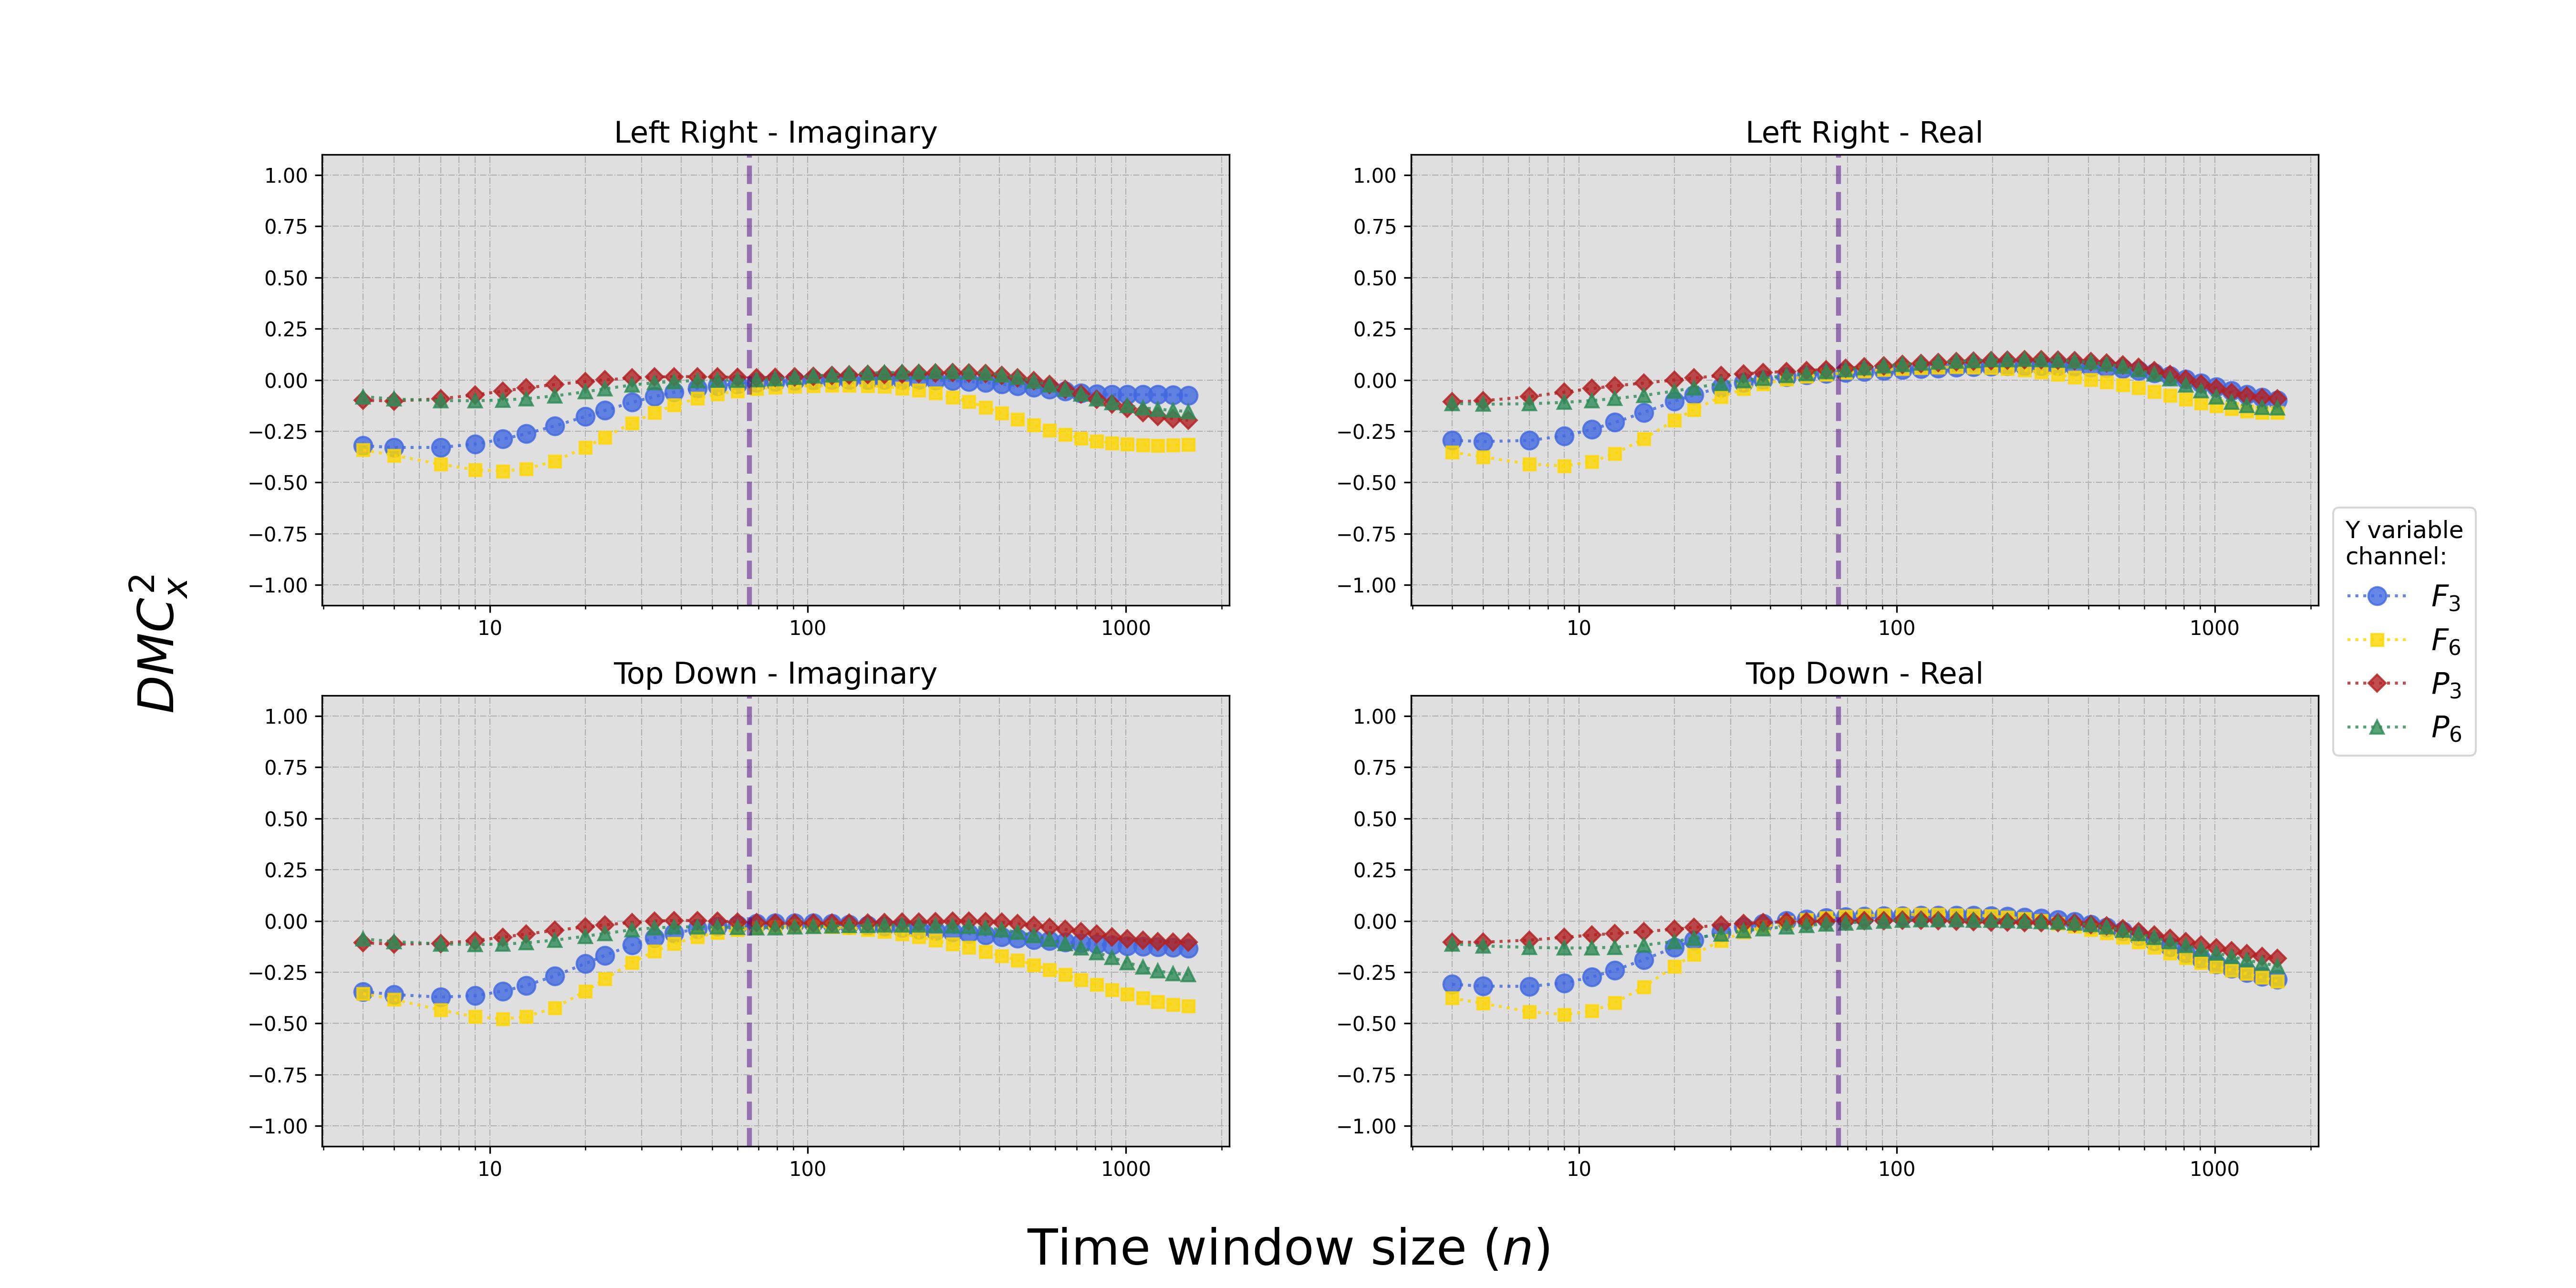 Left Right - Imaginary
1.00
0.75
0.50
0.25
0.00
−0.25
−0.50
−0.75
−1.00
10 100 1000
Left Right - Real
1.00
0.75
0.50
0.25
0.00
−0.25
−0.50
−0.75
−1.00
10 100 1000
Top Down - Imaginary
1.00
0.75
0.50
0.25
0.00
−0.25
−0.50
−0.75
−1.00
10 100 1000
Top Down - Real
1.00
0.75
0.50
0.25
0.00
−0.25
−0.50
−0.75
−1.00
10 100 1000
DMC²ₓ
Time window size (n)
Y variable
channel:
F₃
F₆
P₃
P₆